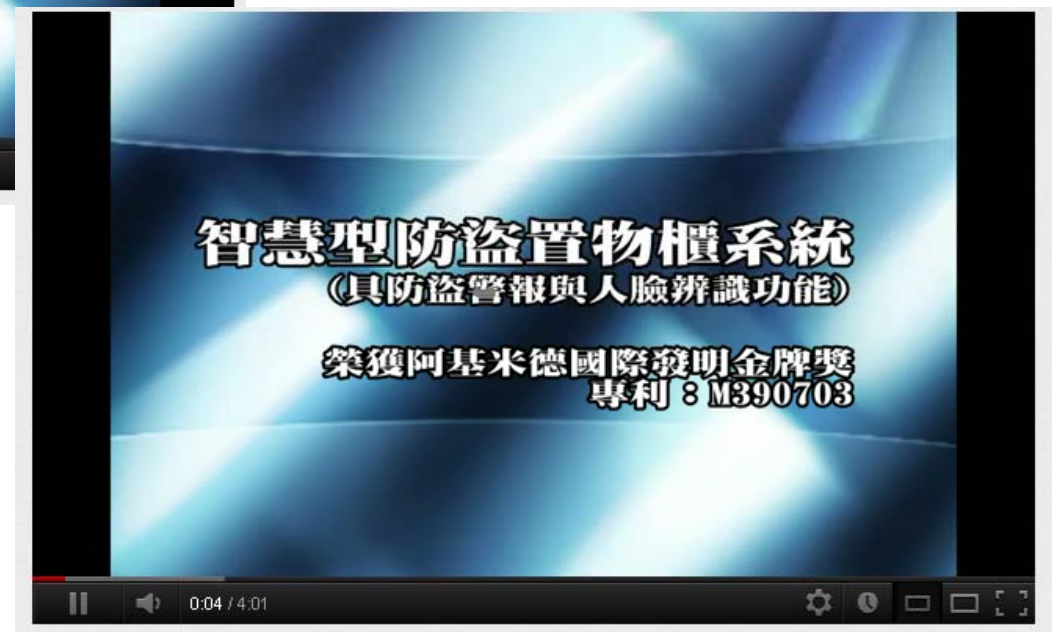 智慧型防盜置物櫃系統
(具防盜警報與人臉辨識功能)
榮獲阿基米德國際發明金牌獎
專利：M390703
0:04 / 4:01